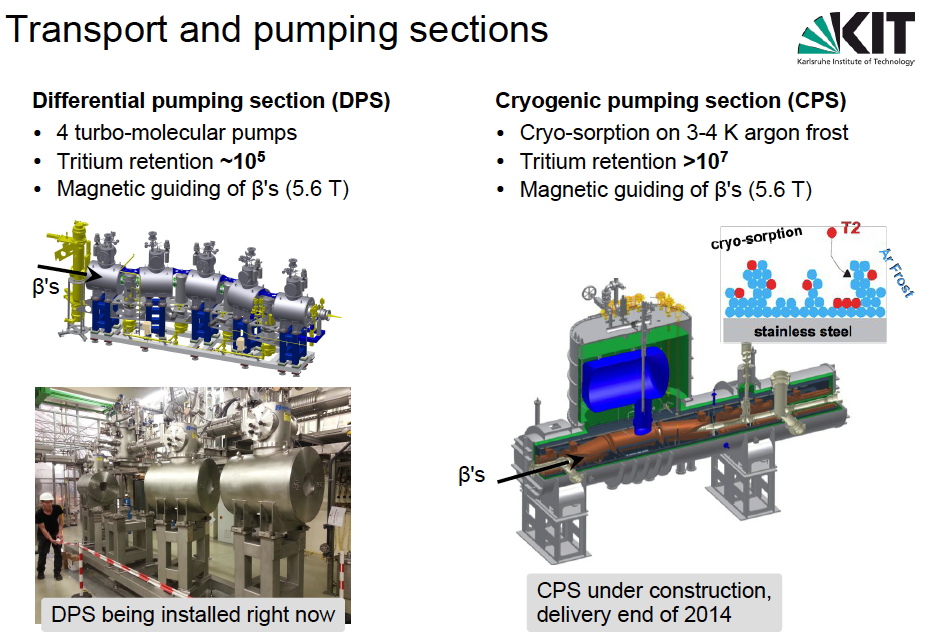 Transport and pumping sections
KIT
Karlsruhe Institute of Technology
Differential pumping section (DPS)
• 4 turbo-molecular pumps
• Tritium retention ~10⁵
• Magnetic guiding of β's (5.6 T)
β's
DPS being installed right now
Cryogenic pumping section (CPS)
• Cryo-sorption on 3-4 K argon frost
• Tritium retention >10⁷
• Magnetic guiding of β's (5.6 T)
cryo-sorption
T2
Ar Frost
stainless steel
β's
CPS under construction,
delivery end of 2014